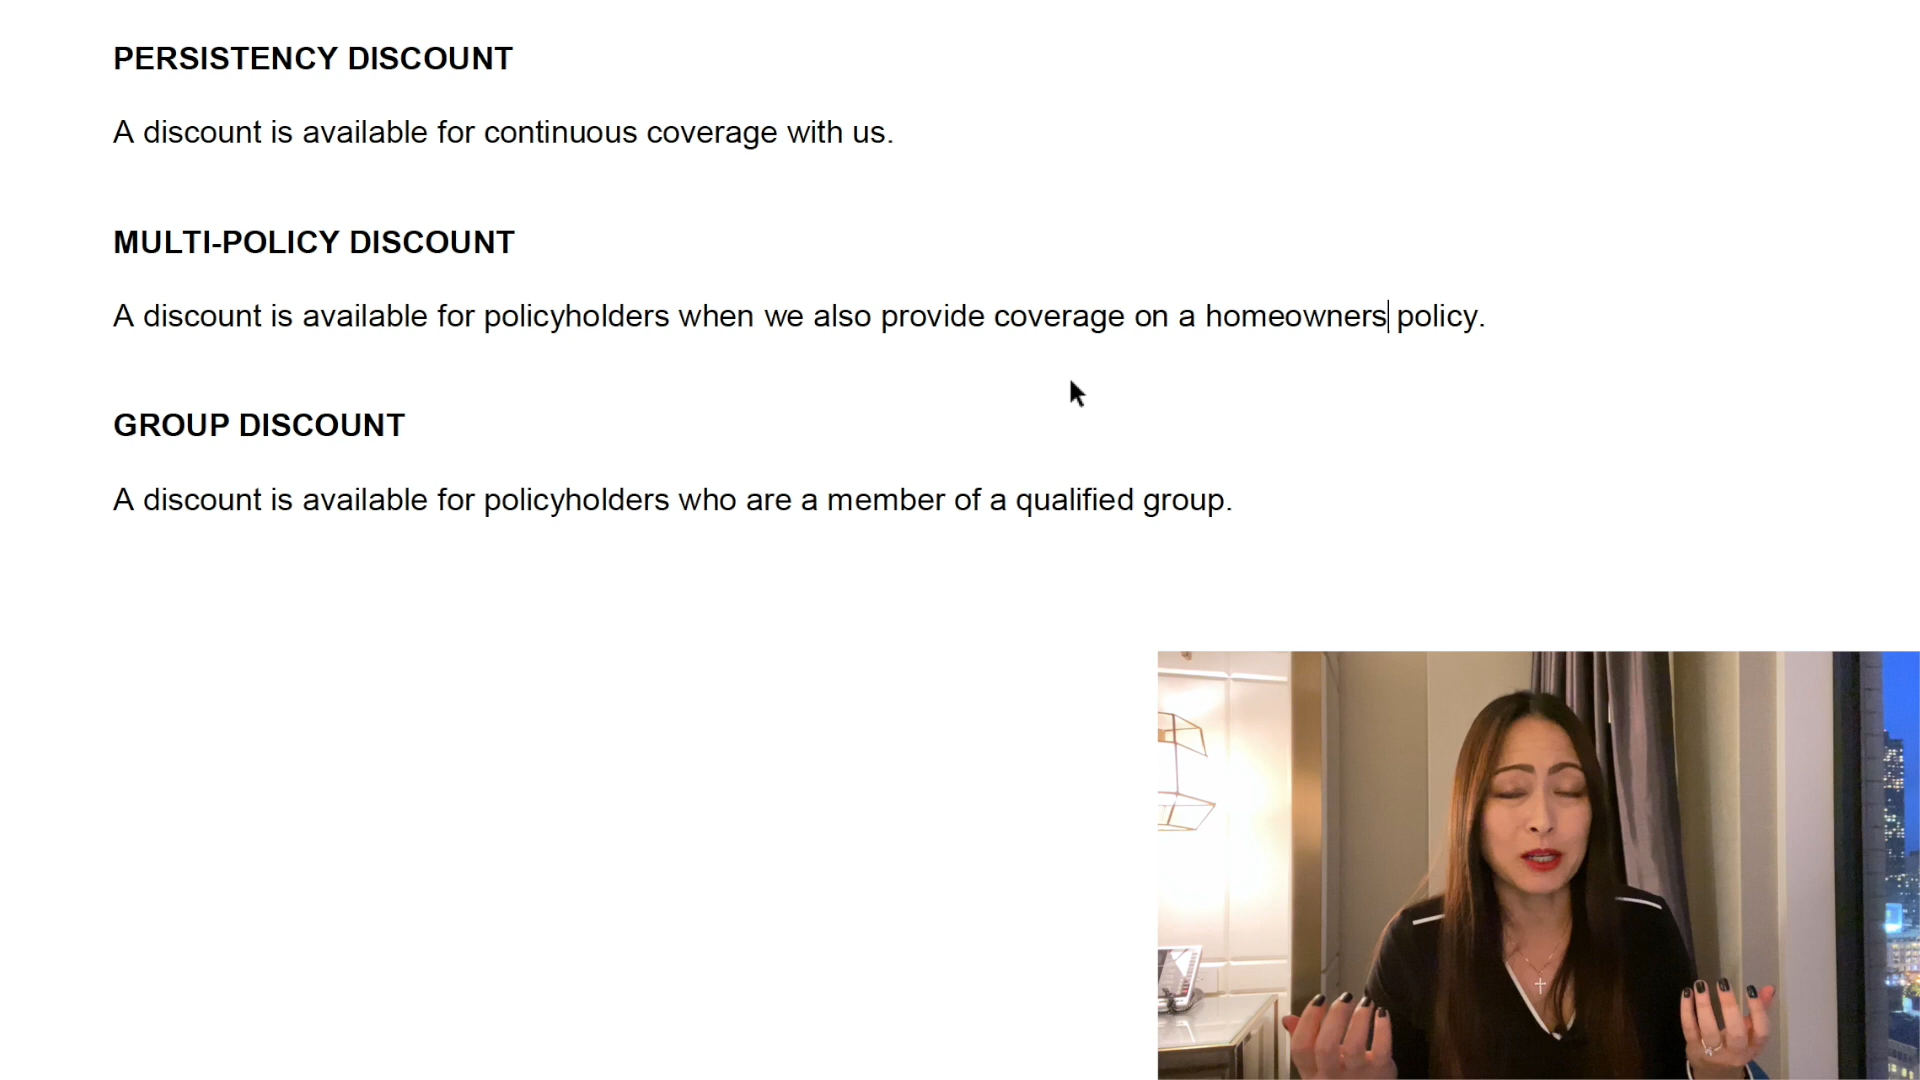 PERSISTENCY DISCOUNT
A discount is available for continuous coverage with us.
MULTI-POLICY DISCOUNT
A discount is available for policyholders when we also provide coverage on a homeowners policy.
GROUP DISCOUNT
A discount is available for policyholders who are a member of a qualified group.